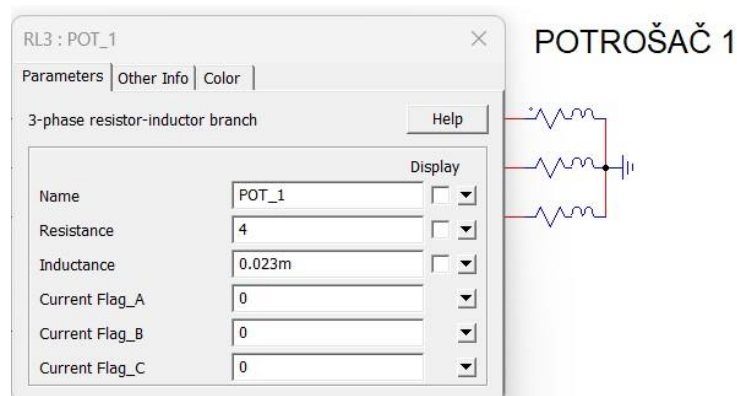 RL3 : POT_1
POTROŠAČ 1
Parameters Other Info Color
3-phase resistor-inductor branch Help
Display
Name POT_1
Resistance 4
Inductance 0.023m
Current Flag_A 0
Current Flag_B 0
Current Flag_C 0